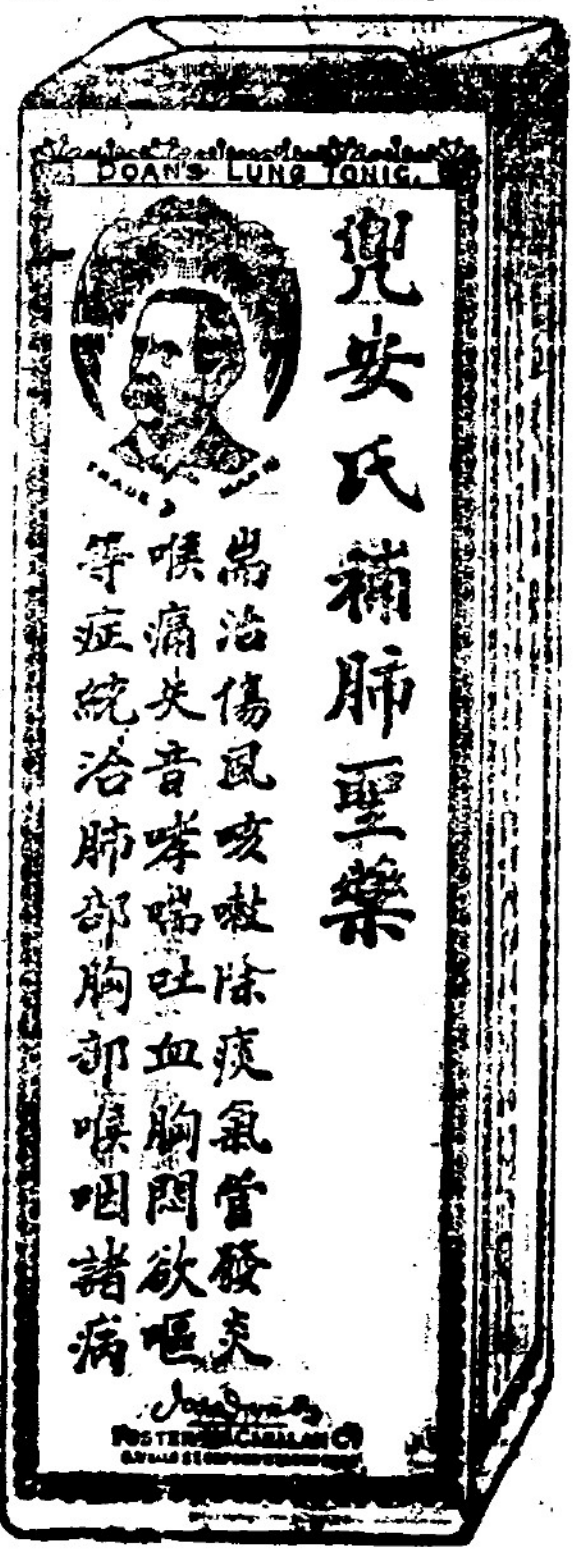 DOAN'S LUNG TONIC.
兜安氏補肺聖藥
TRADE MARK
耑治傷風咳嗽除痰氣管發炎
喉痛失音哮喘吐血胸悶欲嘔
等症統治肺部胸部喉咽諸病
FOSTER-McCLELLAN Co